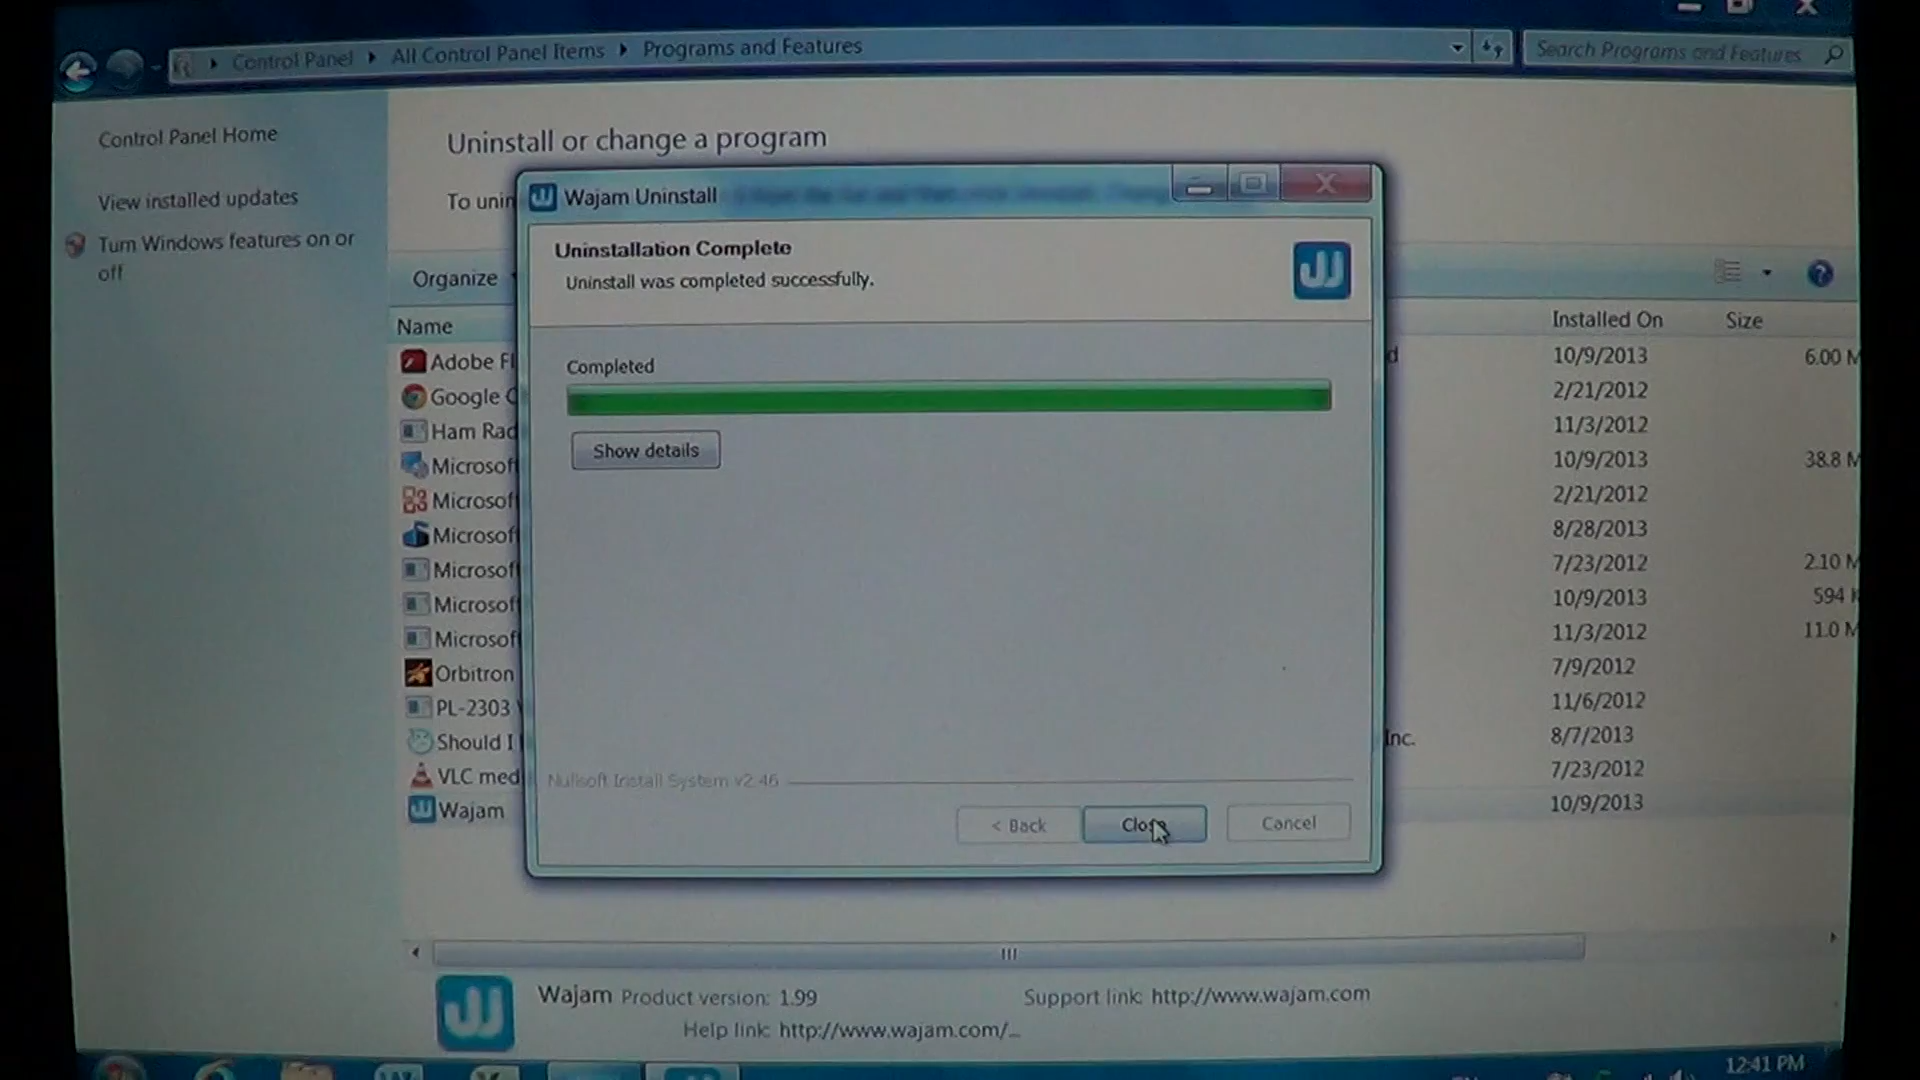 Control Panel ▸ All Control Panel Items ▸ Programs and Features
Search Programs and Features
Control Panel Home
View installed updates
Turn Windows features on or
off
Uninstall or change a program
To unin
Wajam Uninstall
Uninstallation Complete
Uninstall was completed successfully.
Completed
Show details
Nullsoft Install System v2.46
< Back
Close
Cancel
Organize
Name
Installed On
Size
Adobe Fl
d
10/9/2013
6.00 M
Google C
2/21/2012
Ham Rad
11/3/2012
Microsoft
10/9/2013
38.8 M
Microsoft
2/21/2012
Microsoft
8/28/2013
Microsoft
7/23/2012
2.10 M
Microsoft
10/9/2013
594 K
Microsoft
11/3/2012
11.0 M
Orbitron
7/9/2012
PL-2303
11/6/2012
Should I
Inc.
8/7/2013
VLC med
7/23/2012
Wajam
10/9/2013
Wajam Product version: 1.99
Support link: http://www.wajam.com
Help link: http://www.wajam.com/...
12:41 PM